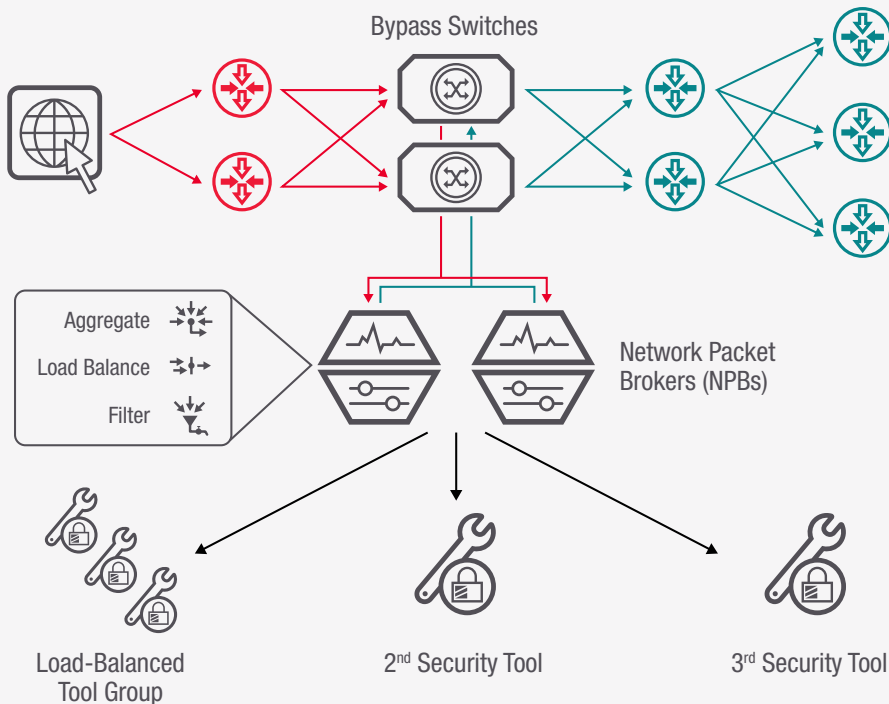 Bypass Switches
Aggregate
Load Balance
Filter
Network Packet
Brokers (NPBs)
Load-Balanced
Tool Group
2nd Security Tool
3rd Security Tool